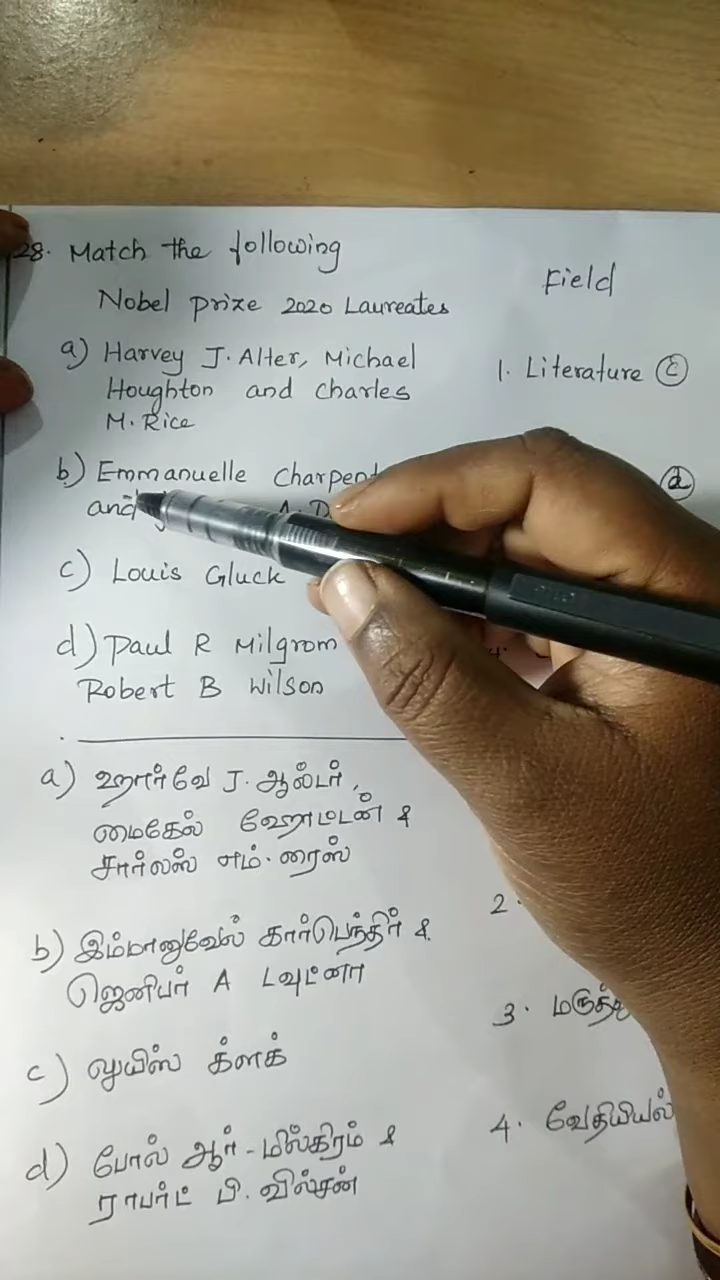 28. Match the following
Nobel prize 2020 Laureates
Field
a) Harvey J. Alter, Michael
Houghton and Charles
M. Rice
1. Literature (c)
b) Emmanuelle Charpent
and A. D
(d)
c) Louis Gluck
d) Paul R Milgrom
Robert B Wilson
4.
a) ஹார்வே J. ஆல்டர்,
மைகேல் ஹோட்டன் &
சார்லஸ் எம். ரைஸ்
b) இம்மானுவேல் கார்பெந்திர் &
ஜெனிபர் A டவுட்னா
2.
3. மருத்து
c) லுயிஸ் க்ளக்
4. வேதியியல்
d) போல் ஆர் - மில்கிரம் &
ராபர்ட் பி. வில்சன்